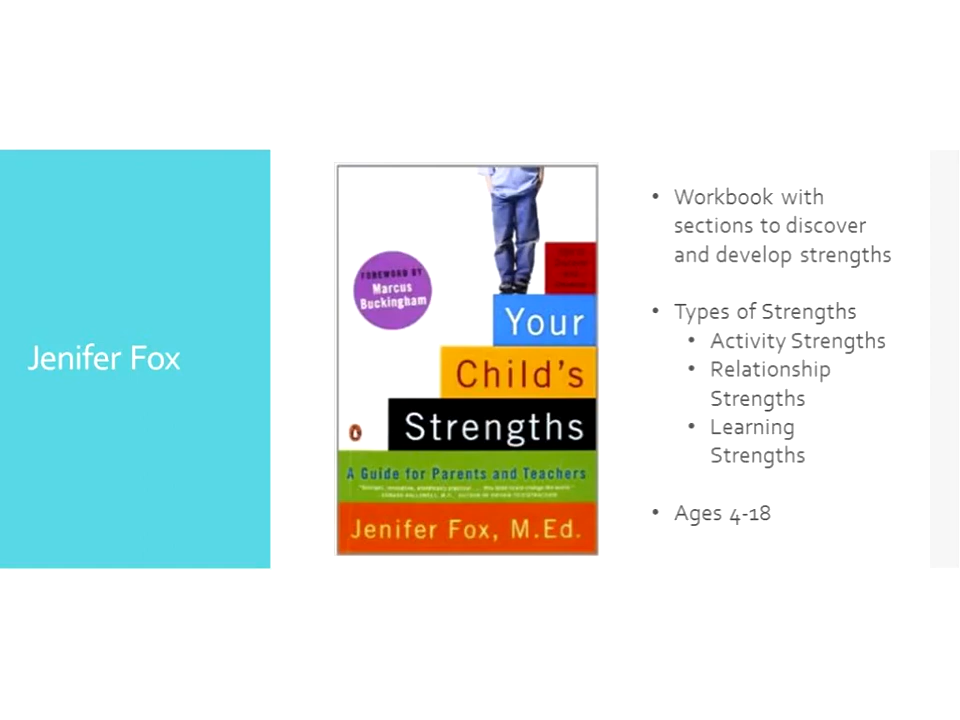 Jenifer Fox
FOREWORD BY
Marcus
Buckingham
Your
Child's
Strengths
A Guide for Parents and Teachers
Jenifer Fox, M.Ed.
• Workbook with
sections to discover
and develop strengths
• Types of Strengths
• Activity Strengths
• Relationship
Strengths
• Learning
Strengths
• Ages 4-18